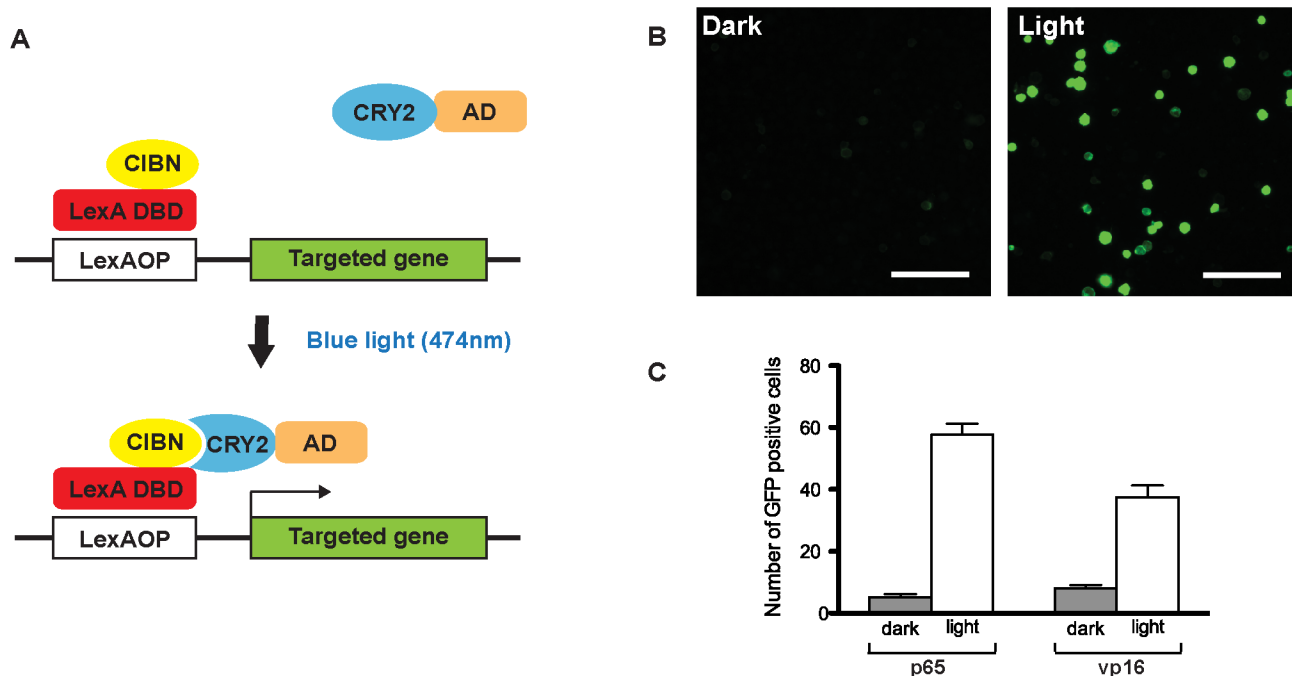 A
CRY2 AD
CIBN
LexA DBD
LexAOP Targeted gene
Blue light (474nm)
CIBN CRY2 AD
LexA DBD
LexAOP Targeted gene
B
Dark Light
C
Number of GFP positive cells
80
60
40
20
0
dark light dark light
p65 vp16